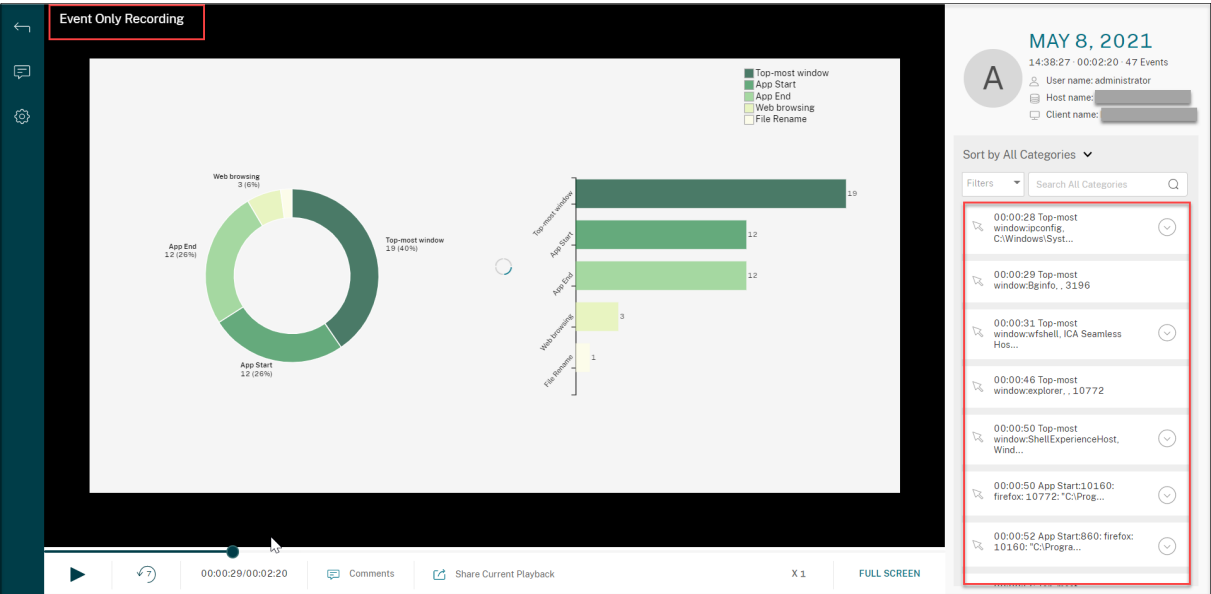 Event Only Recording
Top-most window
App Start
App End
Web browsing
File Rename
Web browsing
3 (6%)
App End
12 (26%)
Top-most window
19 (40%)
App Start
12 (26%)
Top-most window
19
App Start
12
App End
12
Web browsing
3
File Rename
1
7
00:00:29/00:02:20
Comments
Share Current Playback
X 1
FULL SCREEN
A
MAY 8, 2021
14:38:27 · 00:02:20 · 47 Events
User name: administrator
Host name:
Client name:
Sort by All Categories
Filters
Search All Categories
00:00:28 Top-most
window:ipconfig,
C:\Windows\Syst...
00:00:29 Top-most
window:Bginfo, , 3196
00:00:31 Top-most
window:wfshell, ICA Seamless
Hos...
00:00:46 Top-most
window:explorer, , 10772
00:00:50 Top-most
window:ShellExperienceHost,
Wind...
00:00:50 App Start:10160:
firefox: 10772: "C:\Prog...
00:00:52 App Start:860: firefox:
10160: "C:\Progra...